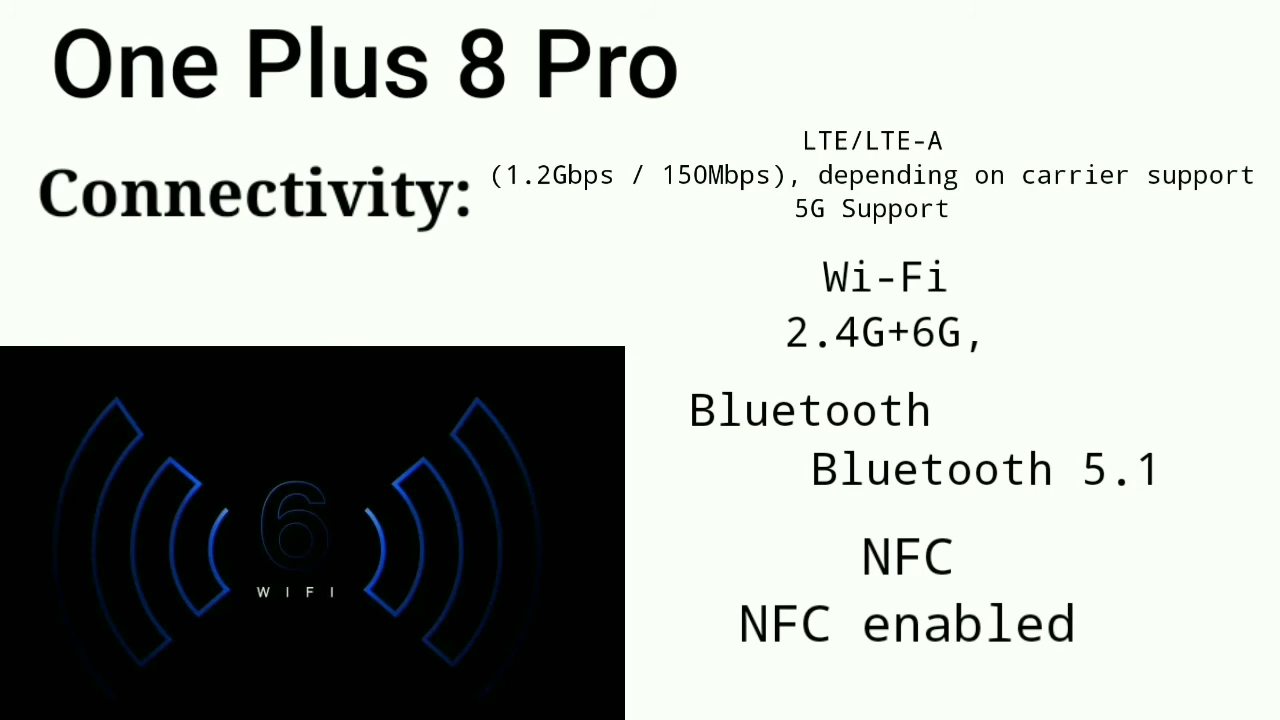 One Plus 8 Pro
Connectivity:
LTE/LTE-A
(1.2Gbps / 150Mbps), depending on carrier support
5G Support
Wi-Fi
2.4G+6G,
Bluetooth
Bluetooth 5.1
NFC
NFC enabled
6
WIFI